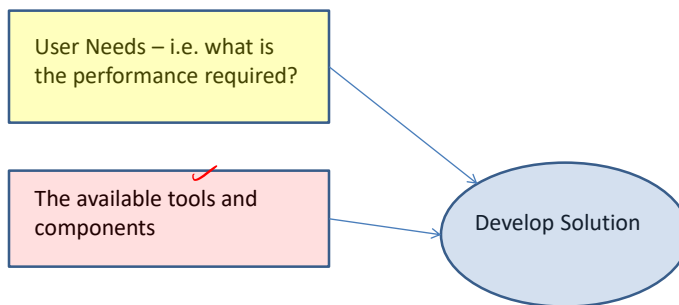 User Needs – i.e. what is
the performance required?
The available tools and
components
Develop Solution